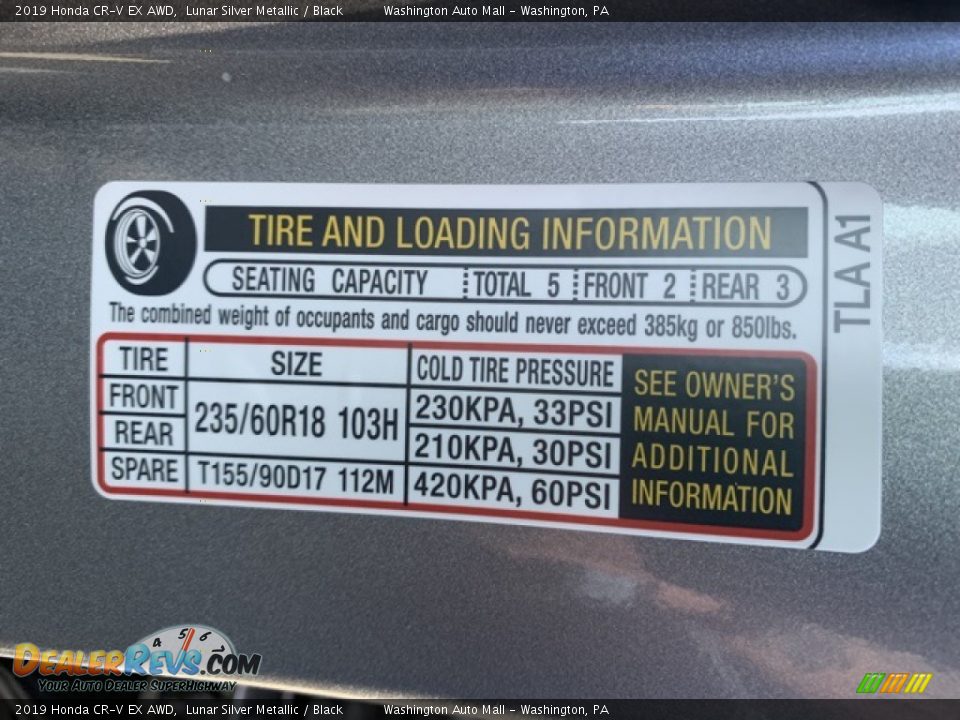 2019 Honda CR-V EX AWD, Lunar Silver Metallic / Black Washington Auto Mall - Washington, PA
TIRE AND LOADING INFORMATION
SEATING CAPACITY TOTAL 5 FRONT 2 REAR 3
The combined weight of occupants and cargo should never exceed 385kg or 850lbs.
TIRE SIZE COLD TIRE PRESSURE
FRONT 235/60R18 103H 230KPA, 33PSI
REAR 210KPA, 30PSI
SPARE T155/90D17 112M 420KPA, 60PSI
SEE OWNER'S
MANUAL FOR
ADDITIONAL
INFORMATION
TLA A1
4 5 6
DEALERREVS.COM
YOUR AUTO DEALER SUPERHIGHWAY
2019 Honda CR-V EX AWD, Lunar Silver Metallic / Black Washington Auto Mall - Washington, PA